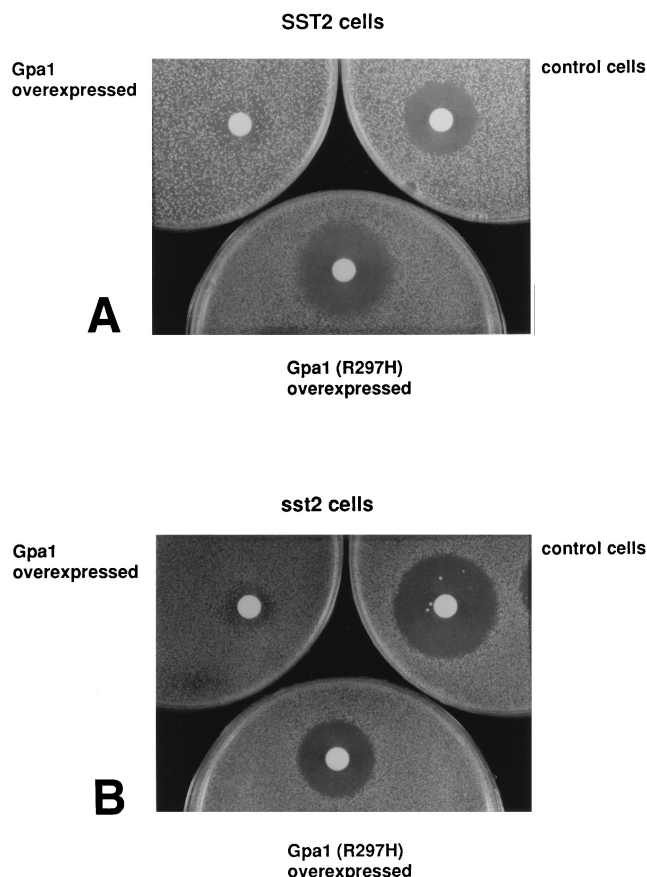 SST2 cells
Gpa1
overexpressed
control cells
A
Gpa1 (R297H)
overexpressed
sst2 cells
Gpa1
overexpressed
control cells
B
Gpa1 (R297H)
overexpressed